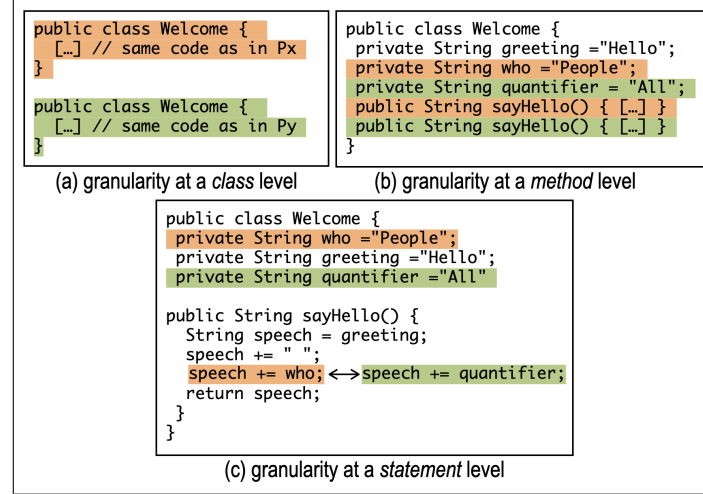 public class Welcome {
[…] // same code as in Px
}
public class Welcome {
[…] // same code as in Py
}
(a) granularity at a class level
public class Welcome {
private String greeting ="Hello";
private String who ="People";
private String quantifier = "All";
public String sayHello() { […] }
public String sayHello() { […] }
}
(b) granularity at a method level
public class Welcome {
private String who ="People";
private String greeting ="Hello";
private String quantifier ="All"
public String sayHello() {
String speech = greeting;
speech += " ";
speech += who; ↔ speech += quantifier;
return speech;
}
}
(c) granularity at a statement level